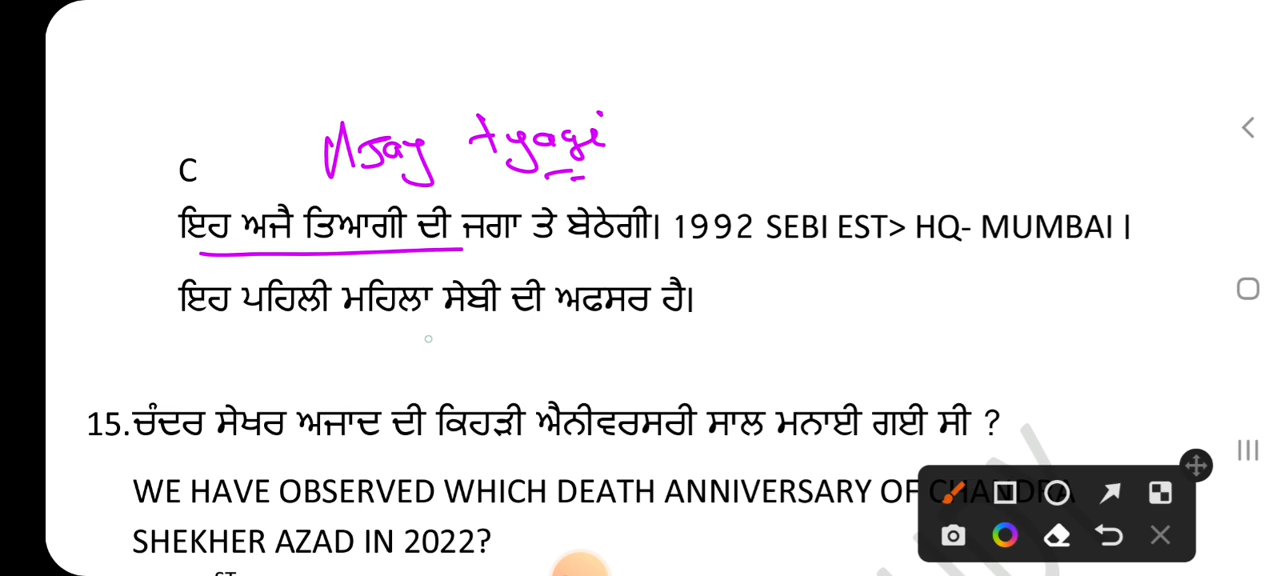 Ajay tyagi
C
ਇਹ ਅਜੈ ਤਿਆਗੀ ਦੀ ਜਗਾ ਤੇ ਬੇਠੇਗੀ। 1992 SEBI EST> HQ- MUMBAI ।
ਇਹ ਪਹਿਲੀ ਮਹਿਲਾ ਸੇਬੀ ਦੀ ਅਫਸਰ ਹੈ।
15.ਚੰਦਰ ਸੇਖਰ ਅਜਾਦ ਦੀ ਕਿਹੜੀ ਐਨੀਵਰਸਰੀ ਸਾਲ ਮਨਾਈ ਗਈ ਸੀ ?
WE HAVE OBSERVED WHICH DEATH ANNIVERSARY OF CHANDRA
SHEKHER AZAD IN 2022?